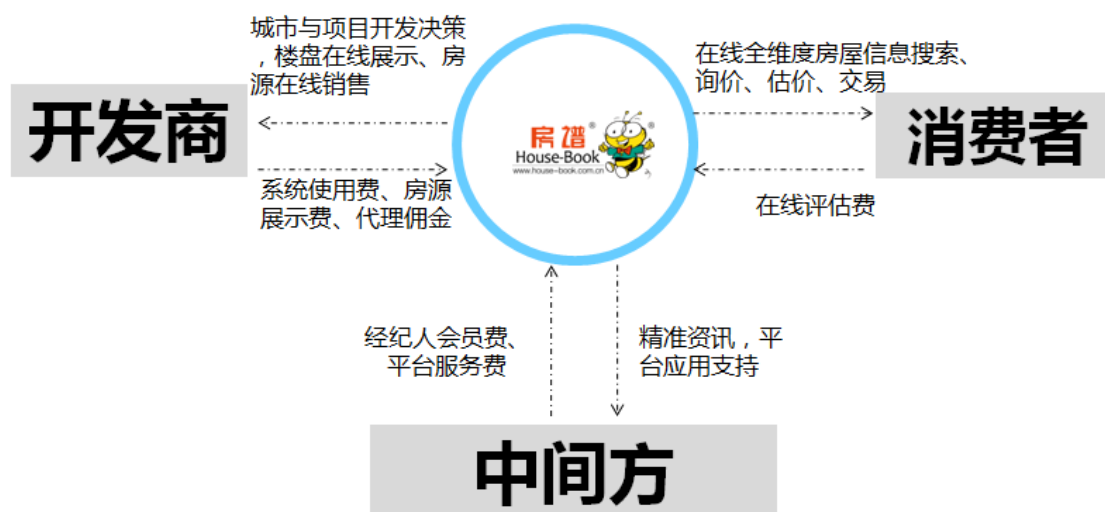 城市与项目开发决策
，楼盘在线展示、房
源在线销售
在线全维度房屋信息搜索、
询价、估价、交易
开发商
房谱®
House-Book
www.house-book.com.cn
®
消费者
系统使用费、房源
展示费、代理佣金
在线评估费
经纪人会员费、
平台服务费
精准资讯，平
台应用支持
中间方